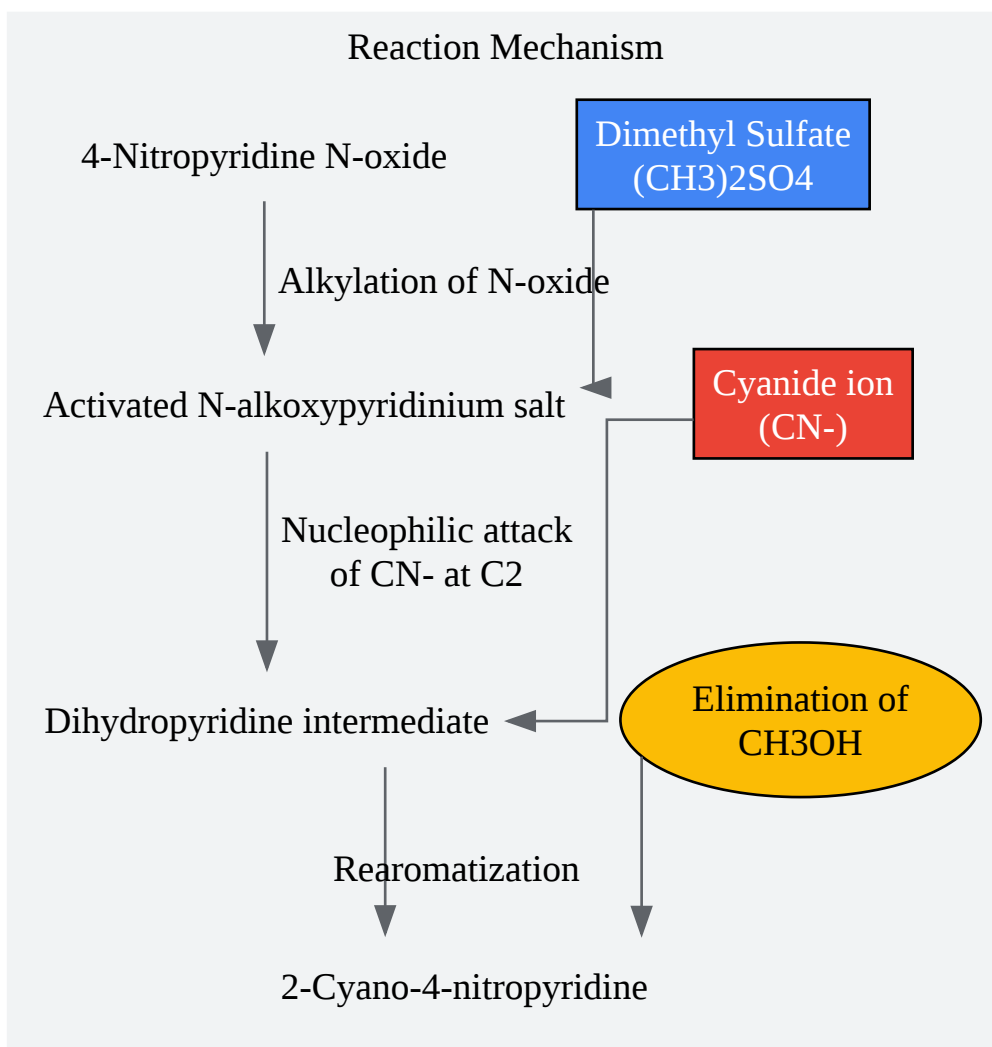 Reaction Mechanism
4-Nitropyridine N-oxide
Dimethyl Sulfate
(CH3)2SO4
Alkylation of N-oxide
Activated N-alkoxypyridinium salt
Cyanide ion
(CN-)
Nucleophilic attack
of CN- at C2
Dihydropyridine intermediate
Elimination of
CH3OH
Rearomatization
2-Cyano-4-nitropyridine